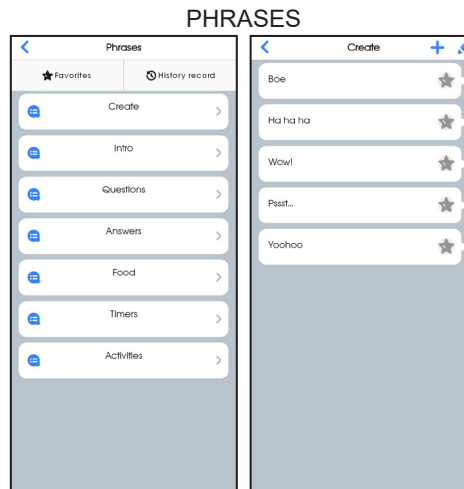 PHRASES
Phrases
Favorites
History record
Create
Intro
Questions
Answers
Food
Timers
Activities
Create
Boe
Ha ha ha
Wow!
Pssst...
Yoohoo